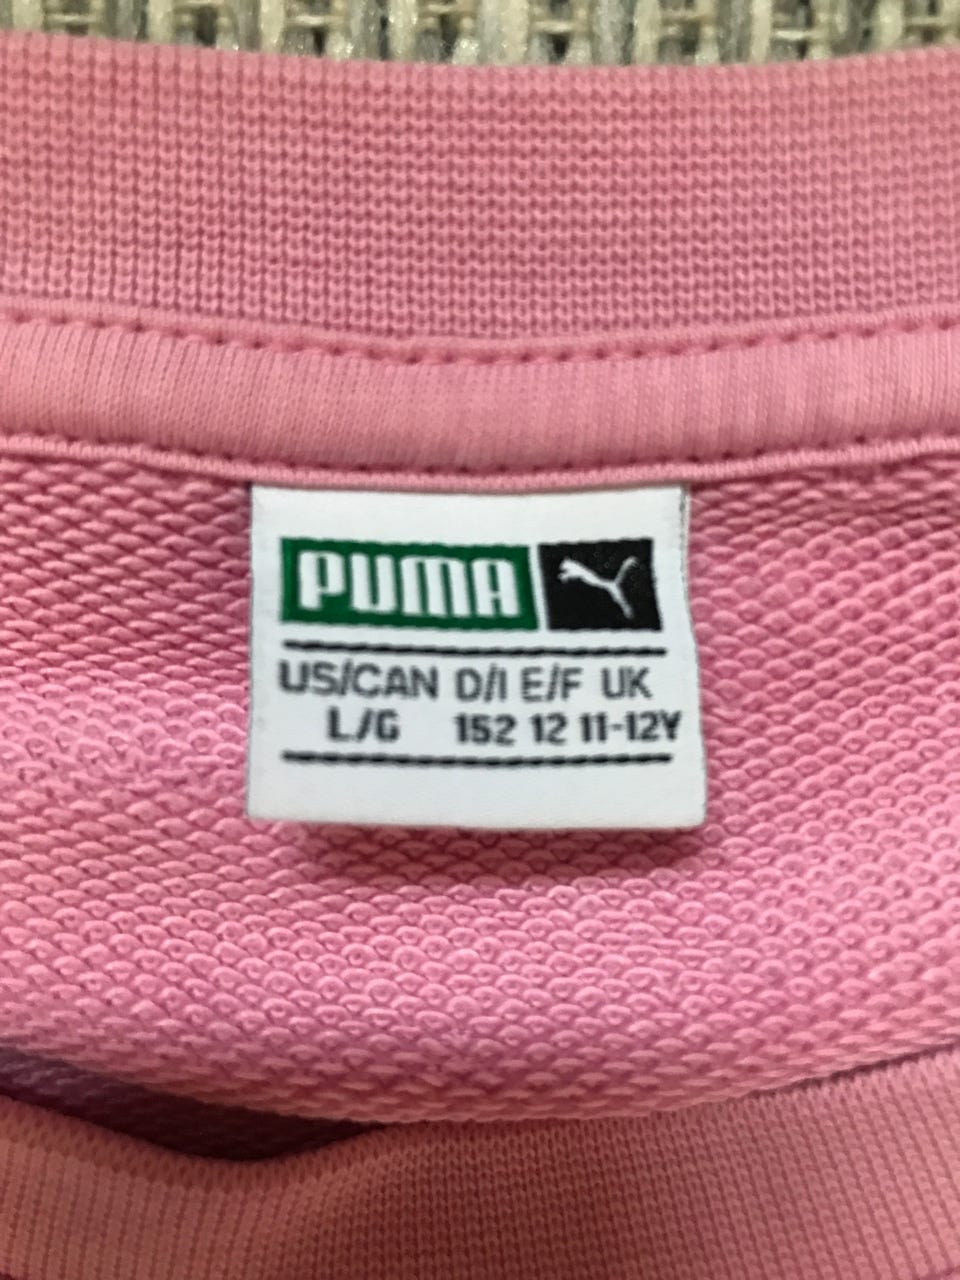 PUMA
US/CAN D/I E/F UK
L/G 152 12 11-12Y